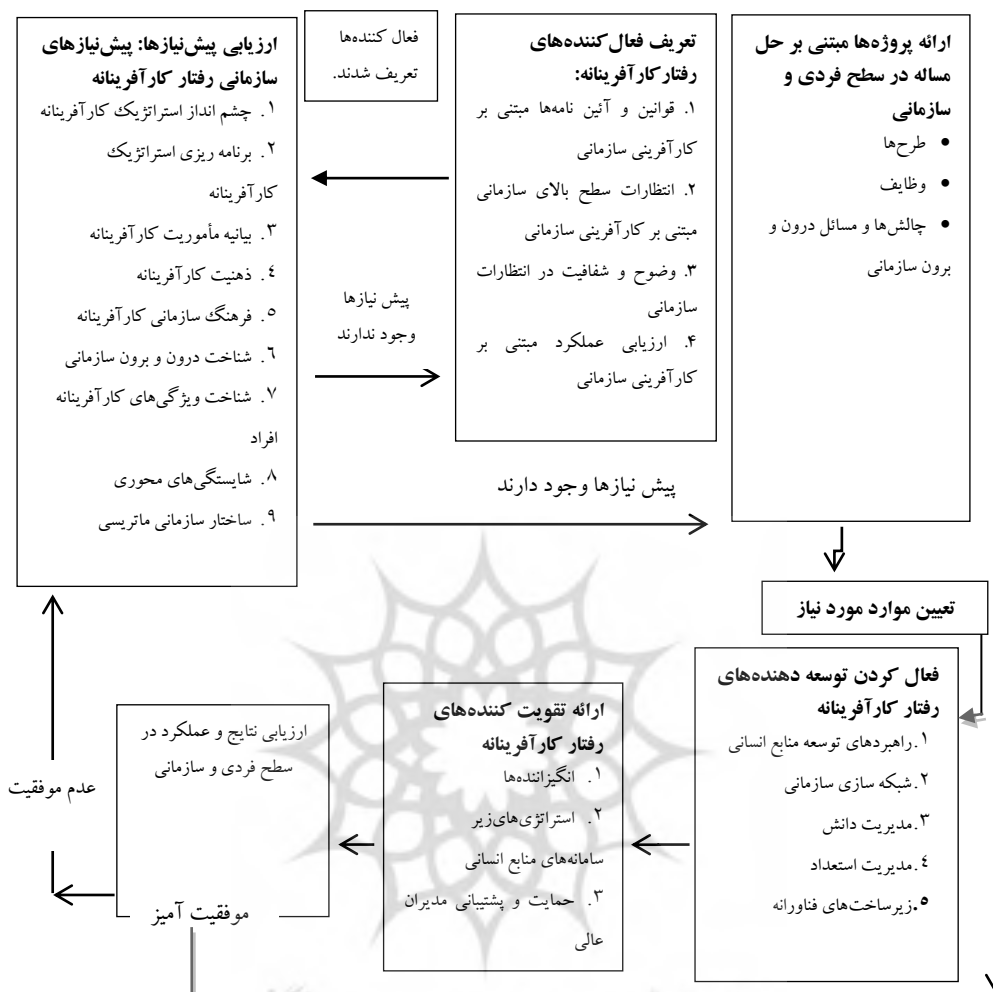 ارائه پروژه‌ها مبتنی بر حل
مساله در سطح فردی و
سازمانی
• طرح‌ها
• وظایف
• چالش‌ها و مسائل درون و
برون سازمانی
تعریف فعال‌کننده‌های
رفتارکارآفرینانه:
۱. قوانین و آئین نامه‌ها مبتنی بر
کارآفرینی سازمانی
۲. انتظارات سطح بالای سازمانی
مبتنی بر کارآفرینی سازمانی
۳. وضوح و شفافیت در انتظارات
سازمانی
۴. ارزیابی عملکرد مبتنی بر
کارآفرینی سازمانی
فعال کننده‌ها
تعریف شدند.
ارزیابی پیش‌نیازها: پیش‌نیازهای
سازمانی رفتار کارآفرینانه
۱. چشم انداز استراتژیک کارآفرینانه
۲. برنامه ریزی استراتژیک
کارآفرینانه
۳. بیانیه مأموریت کارآفرینانه
٤. ذهنیت کارآفرینانه
٥. فرهنگ سازمانی کارآفرینانه
٦. شناخت درون و برون سازمانی
۷. شناخت ویژگی‌های کارآفرینانه
افراد
۸. شایستگی‌های محوری
۹. ساختار سازمانی ماتریسی
پیش نیازها
وجود ندارند
پیش نیازها وجود دارند
تعیین موارد مورد نیاز
فعال کردن توسعه دهنده‌های
رفتار کارآفرینانه
۱.راهبردهای توسعه منابع انسانی
۲.شبکه سازی سازمانی
۳.مدیریت دانش
٤.مدیریت استعداد
٥.زیرساخت‌های فناورانه
ارائه تقویت کننده‌های
رفتار کارآفرینانه
۱. انگیزاننده‌ها
۲. استراتژی‌های‌زیر
سامانه‌های منابع انسانی
۳. حمایت و پشتیبانی مدیران
عالی
ارزیابی نتایج و عملکرد در
سطح فردی و سازمانی
موفقیت آمیز
عدم موفقیت